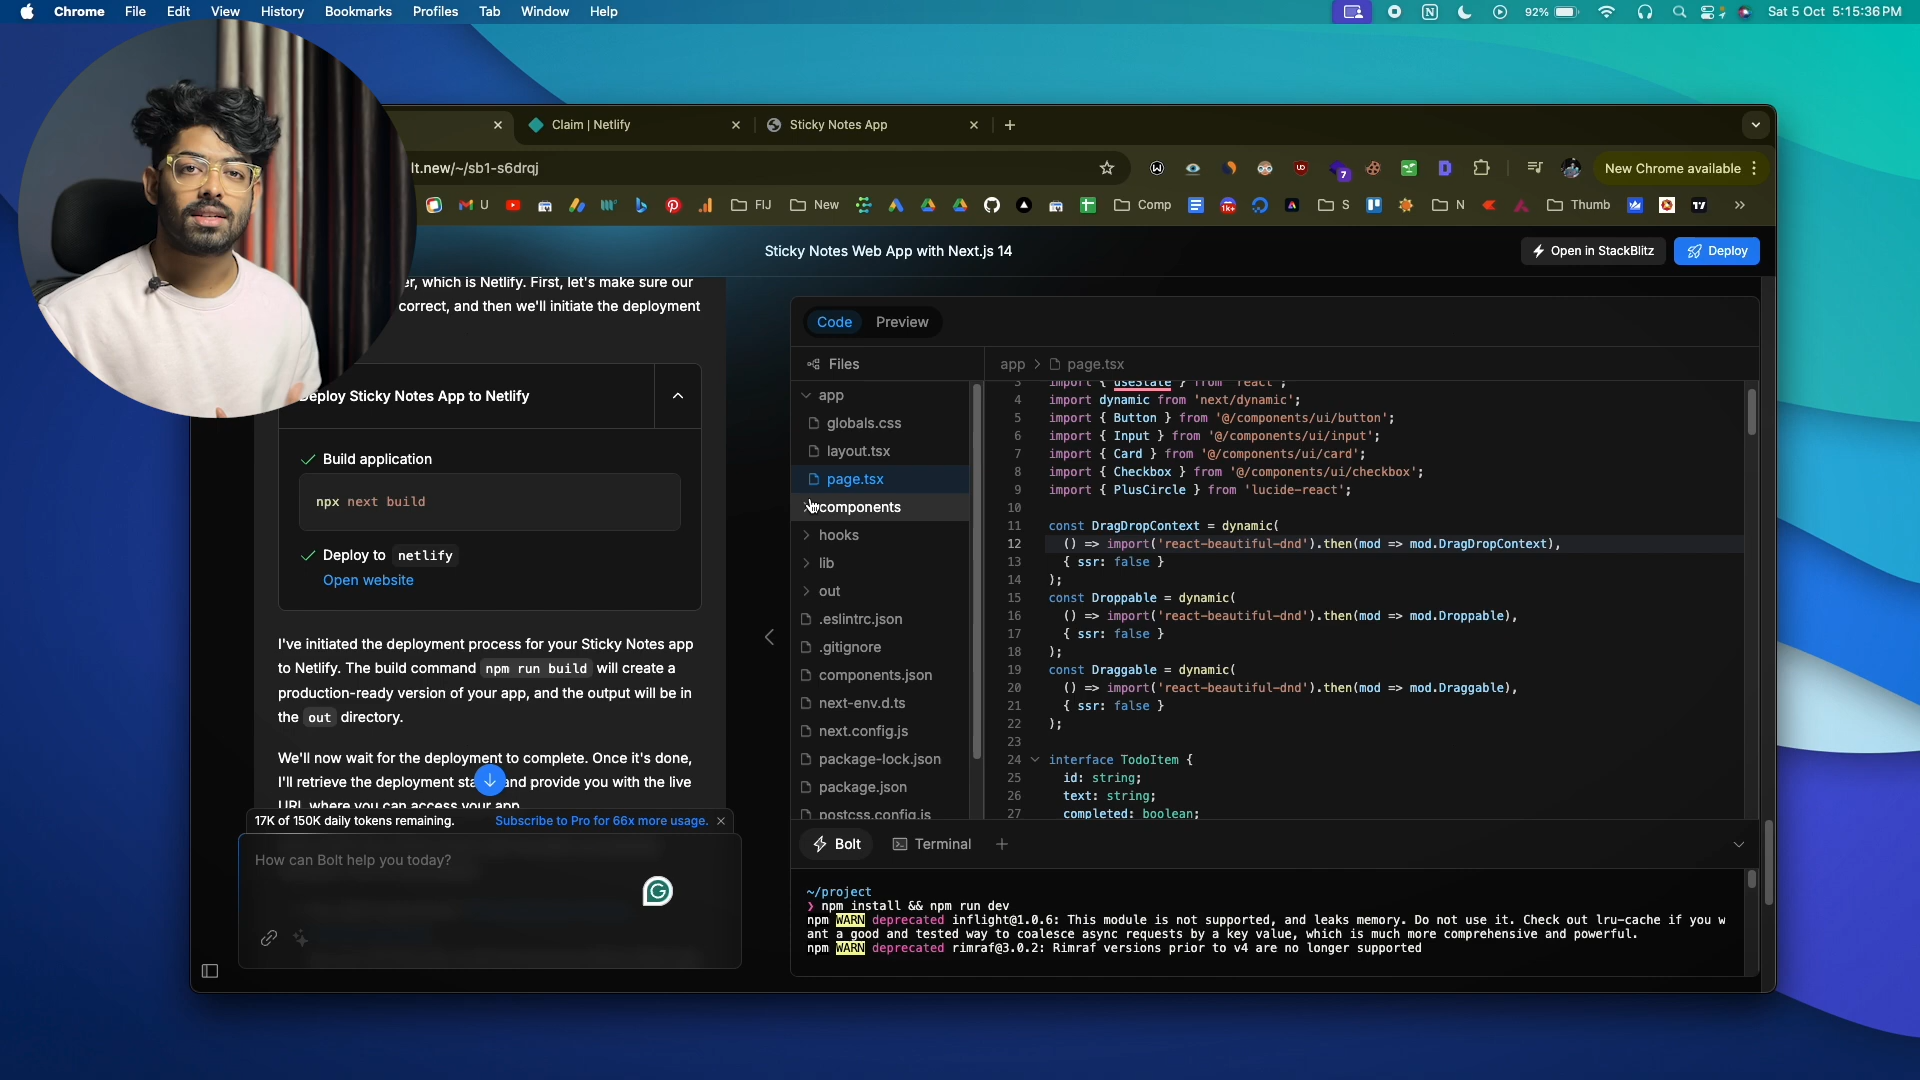 Chrome File Edit View History Bookmarks Profiles Tab Window Help
92% Sat 5 Oct 5:15:36 PM
Claim | Netlify
Sticky Notes App
lt.new/~/sb1-s6drqj
7
New Chrome available
U
FIJ
New
Comp
1k+
S
N
Thumb
Sticky Notes Web App with Next.js 14
Open in StackBlitz
Deploy
er, which is Netlify. First, let's make sure our
correct, and then we'll initiate the deployment
Deploy Sticky Notes App to Netlify
Build application
npx next build
Deploy to netlify
Open website
I've initiated the deployment process for your Sticky Notes app
to Netlify. The build command npm run build will create a
production-ready version of your app, and the output will be in
the out directory.
We'll now wait for the deployment to complete. Once it's done,
I'll retrieve the deployment sta and provide you with the live
URL where you can access your app
17K of 150K daily tokens remaining. Subscribe to Pro for 66x more usage.
How can Bolt help you today?
Code Preview
Files
app
globals.css
layout.tsx
page.tsx
components
hooks
lib
out
.eslintrc.json
.gitignore
components.json
next-env.d.ts
next.config.js
package-lock.json
package.json
postcss.config.js
app > page.tsx
3 import { useState } from 'react';
4 import dynamic from 'next/dynamic';
5 import { Button } from '@/components/ui/button';
6 import { Input } from '@/components/ui/input';
7 import { Card } from '@/components/ui/card';
8 import { Checkbox } from '@/components/ui/checkbox';
9 import { PlusCircle } from 'lucide-react';
10
11 const DragDropContext = dynamic(
12 () => import('react-beautiful-dnd').then(mod => mod.DragDropContext),
13 { ssr: false }
14 );
15 const Droppable = dynamic(
16 () => import('react-beautiful-dnd').then(mod => mod.Droppable),
17 { ssr: false }
18 );
19 const Draggable = dynamic(
20 () => import('react-beautiful-dnd').then(mod => mod.Draggable),
21 { ssr: false }
22 );
23
24 interface TodoItem {
25 id: string;
26 text: string;
27 completed: boolean;
Bolt Terminal
~/project
❯ npm install && npm run dev
npm WARN deprecated inflight@1.0.6: This module is not supported, and leaks memory. Do not use it. Check out lru-cache if you w
ant a good and tested way to coalesce async requests by a key value, which is much more comprehensive and powerful.
npm WARN deprecated rimraf@3.0.2: Rimraf versions prior to v4 are no longer supported